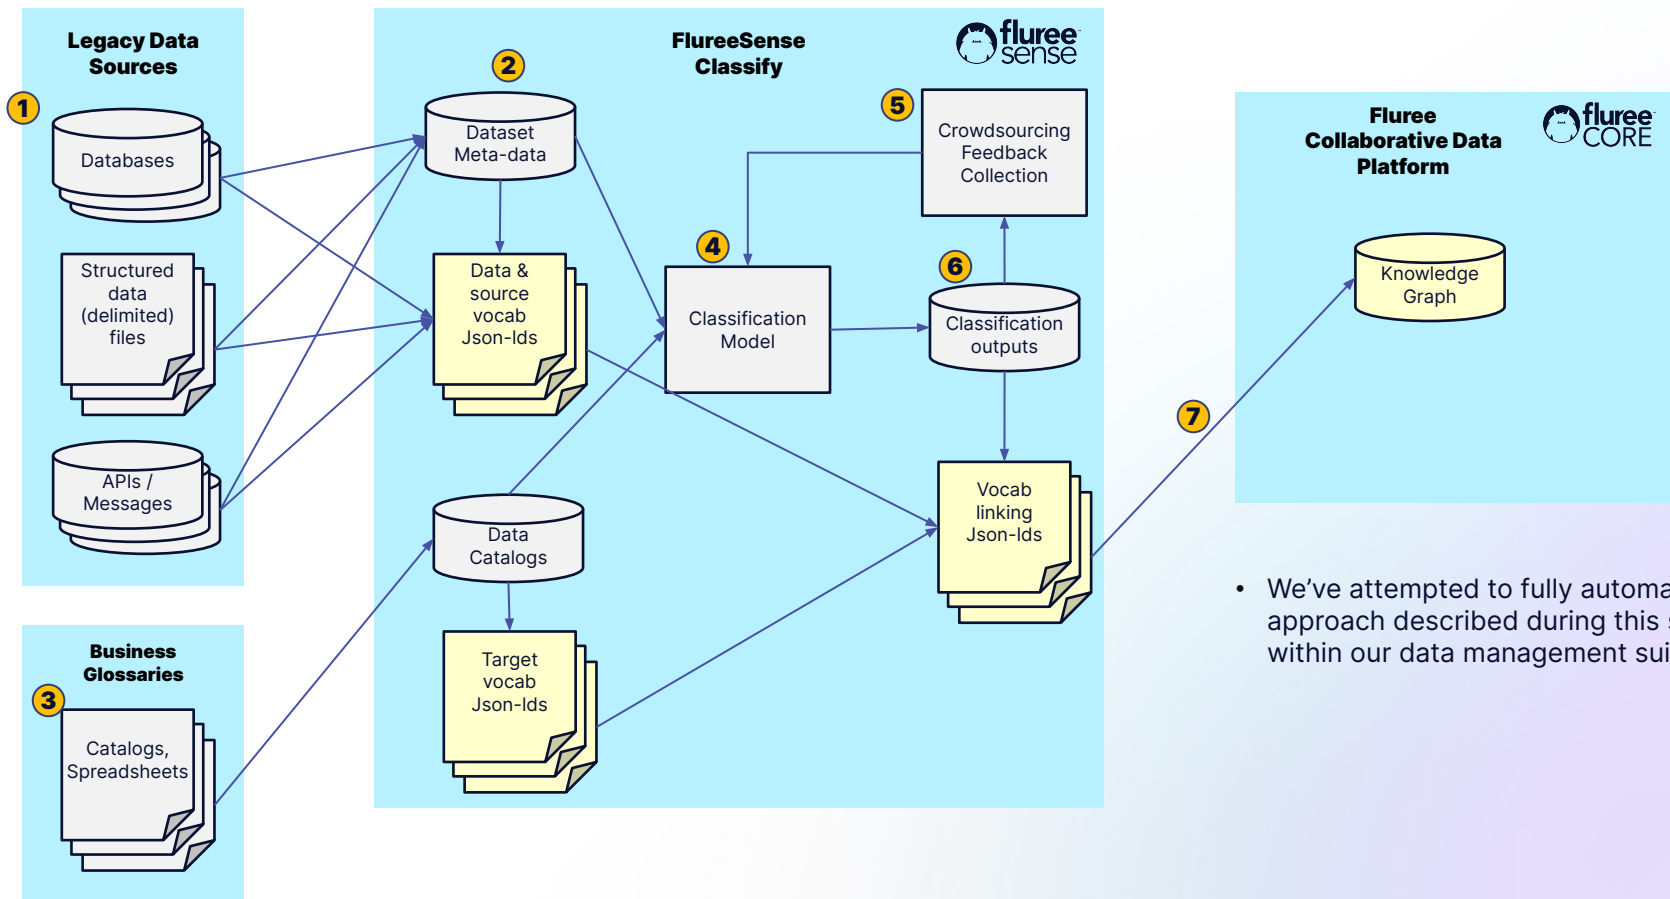 Legacy Data
Sources
1
Databases
Structured
data
(delimited)
files
APIs /
Messages
Business
Glossaries
3
Catalogs,
Spreadsheets
FlureeSense
Classify
fluree
sense
2
Dataset
Meta-data
Data &
source
vocab
Json-lds
Data
Catalogs
Target
vocab
Json-lds
4
Classification
Model
5
Crowdsourcing
Feedback
Collection
6
Classification
outputs
Vocab
linking
Json-lds
7
Fluree
Collaborative Data
Platform
fluree
CORE
Knowledge
Graph
• We’ve attempted to fully automa
approach described during this s
within our data management sui